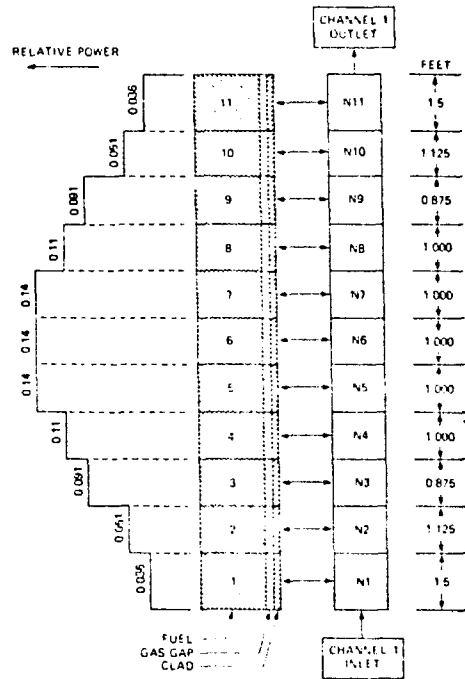 CHANNEL 1
OUTLET
RELATIVE POWER
FEET
0.036 11 N11 1.5
0.051 10 N10 1.125
0.091 9 N9 0.875
0.11 8 N8 1.000
0.14 7 N7 1.000
0.14 6 N6 1.000
0.14 5 N5 1.000
0.11 4 N4 1.000
0.091 3 N3 0.875
0.051 2 N2 1.125
0.036 1 N1 1.5
FUEL
GAS GAP
CLAD
CHANNEL 1
INLET